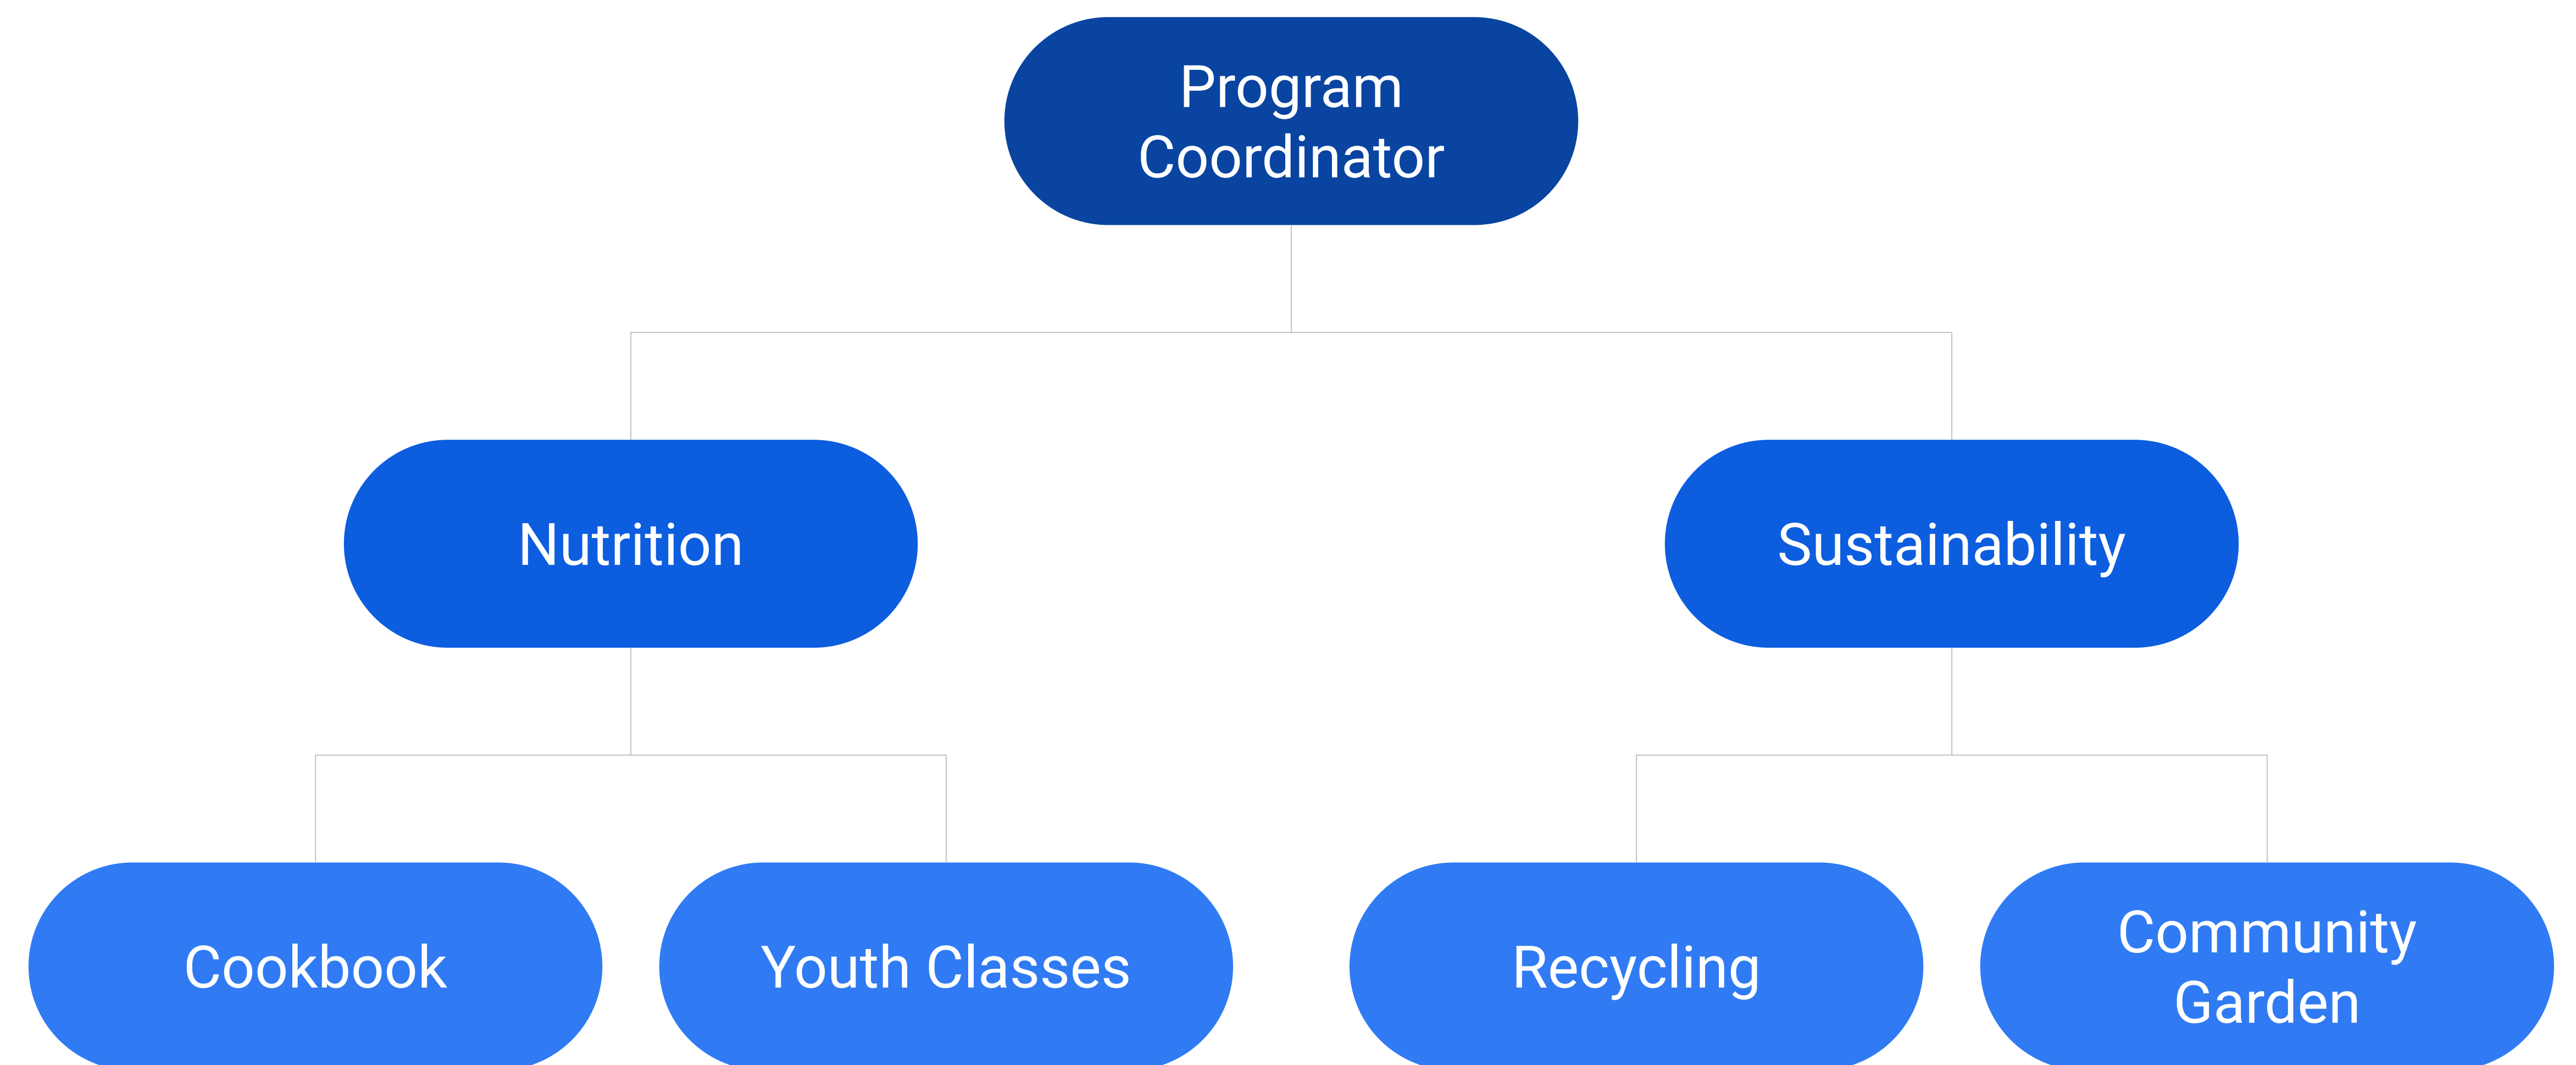 Program
Coordinator
Nutrition
Sustainability
Cookbook
Youth Classes
Recycling
Community
Garden